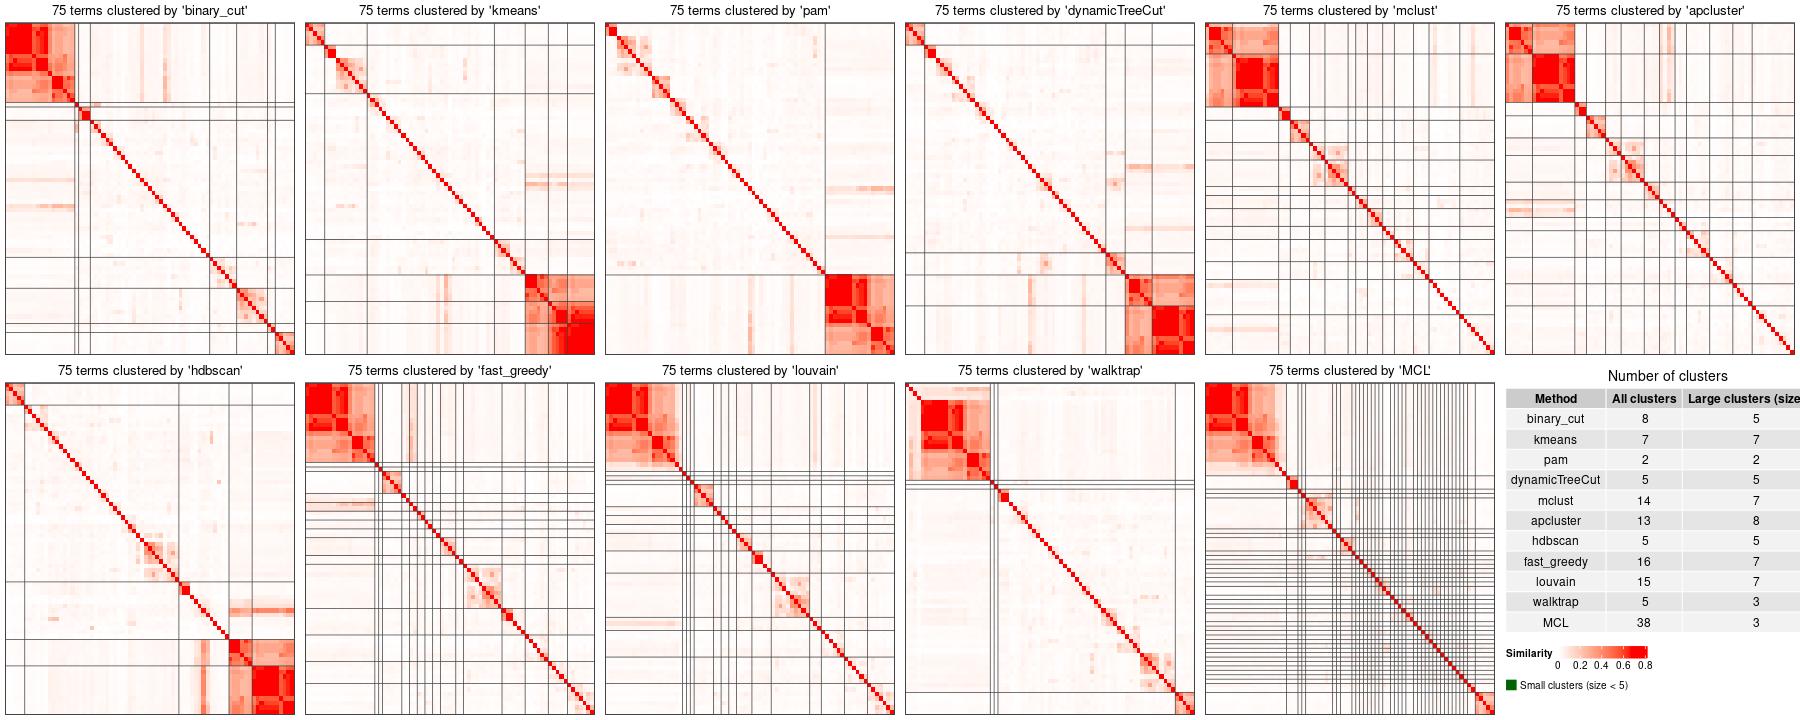 75 terms clustered by 'binary_cut'
75 terms clustered by 'kmeans'
75 terms clustered by 'pam'
75 terms clustered by 'dynamicTreeCut'
75 terms clustered by 'mclust'
75 terms clustered by 'apcluster'
75 terms clustered by 'hdbscan'
75 terms clustered by 'fast_greedy'
75 terms clustered by 'louvain'
75 terms clustered by 'walktrap'
75 terms clustered by 'MCL'
Number of clusters
Method All clusters Large clusters (size
binary_cut 8 5
kmeans 7 7
pam 2 2
dynamicTreeCut 5 5
mclust 14 7
apcluster 13 8
hdbscan 5 5
fast_greedy 16 7
louvain 15 7
walktrap 5 3
MCL 38 3
Similarity
0 0.2 0.4 0.6 0.8
Small clusters (size < 5)